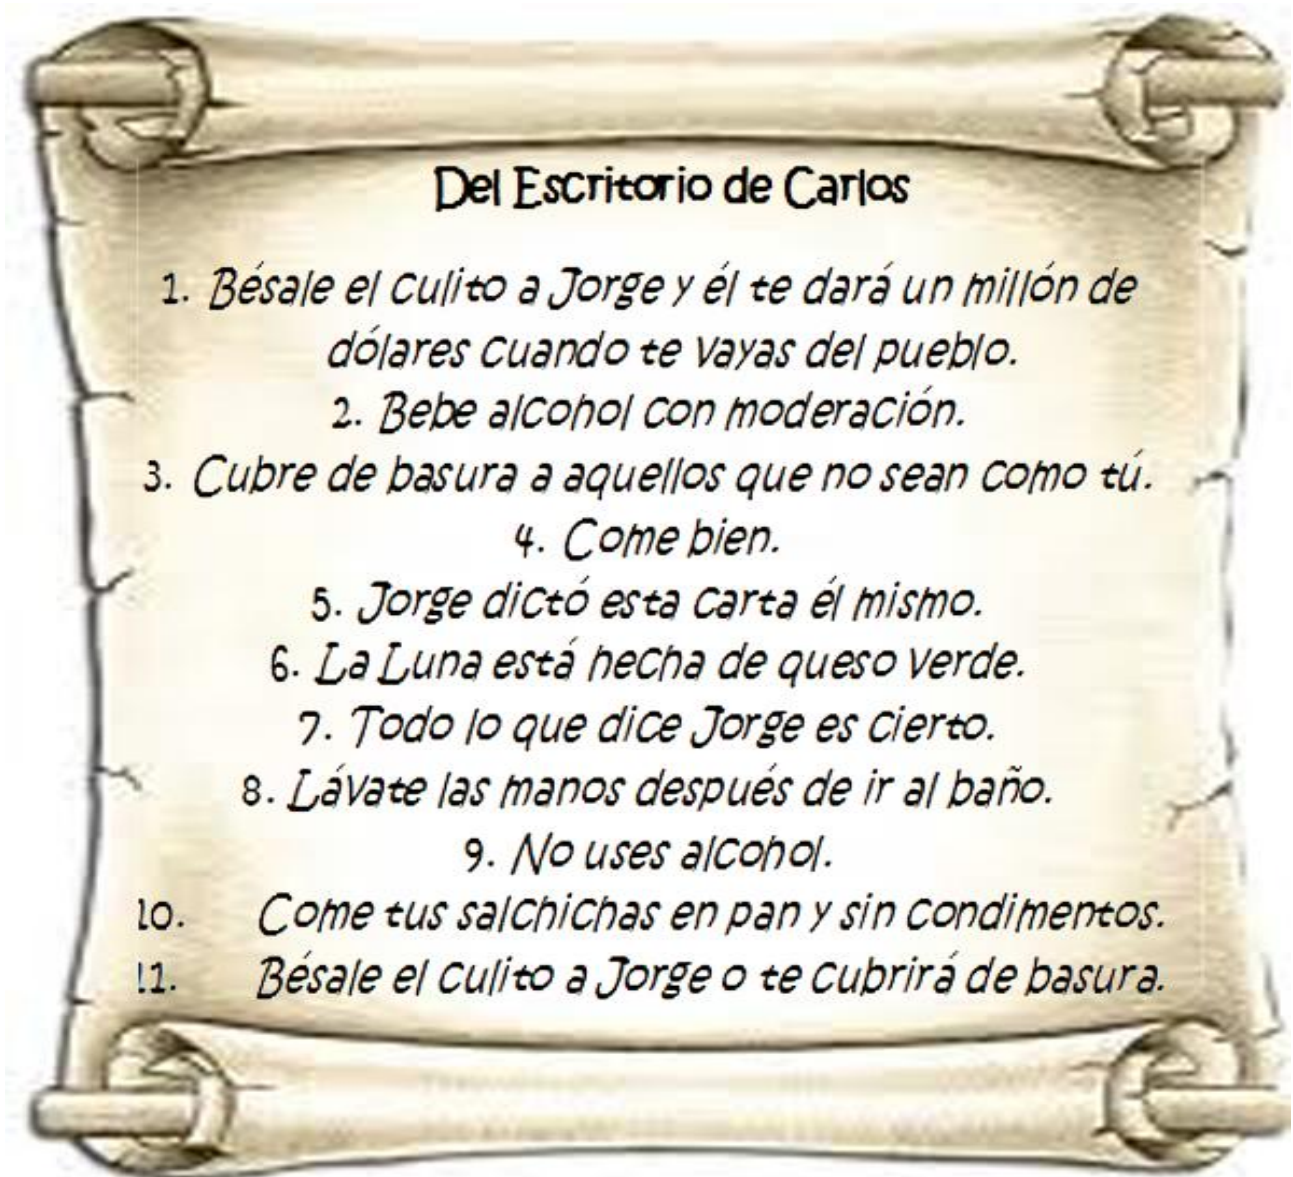 Del Escritorio de Carlos
1. Bésale el culito a Jorge y él te dará un millón de
dólares cuando te vayas del pueblo.
2. Bebe alcohol con moderación.
3. Cubre de basura a aquellos que no sean como tú.
4. Come bien.
5. Jorge dictó esta carta él mismo.
6. La Luna está hecha de queso verde.
7. Todo lo que dice Jorge es cierto.
8. Lávate las manos después de ir al baño.
9. No uses alcohol.
10. Come tus salchichas en pan y sin condimentos.
11. Bésale el culito a Jorge o te cubrirá de basura.